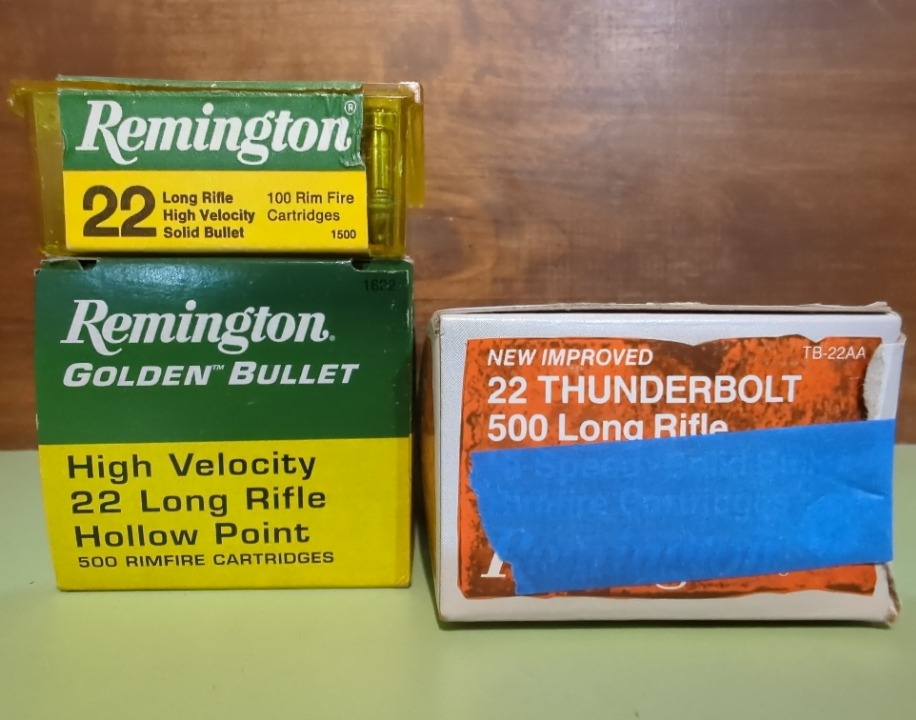 Remington®
22 Long Rifle
High Velocity
Solid Bullet
100 Rim Fire
Cartridges
1500
1622
Remington.
GOLDEN™ BULLET
High Velocity
22 Long Rifle
Hollow Point
500 RIMFIRE CARTRIDGES
NEW IMPROVED
TB-22AA
22 THUNDERBOLT
500 Long Rifle